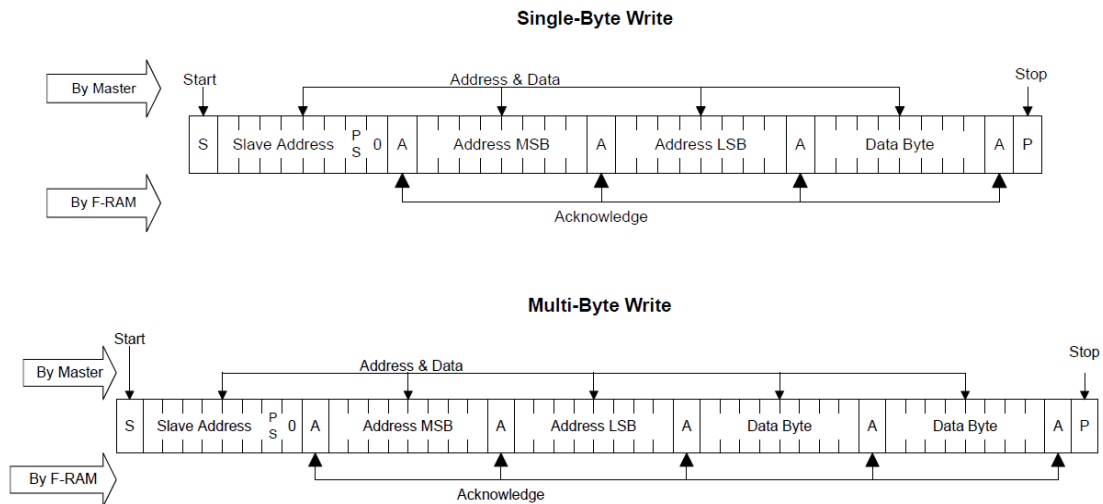 Single-Byte Write
Start Address & Data Stop
By Master
S Slave Address PS 0 A Address MSB A Address LSB A Data Byte A P
By F-RAM
Acknowledge
Multi-Byte Write
Start
By Master Address & Data Stop
S Slave Address PS 0 A Address MSB A Address LSB A Data Byte A Data Byte A P
By F-RAM
Acknowledge